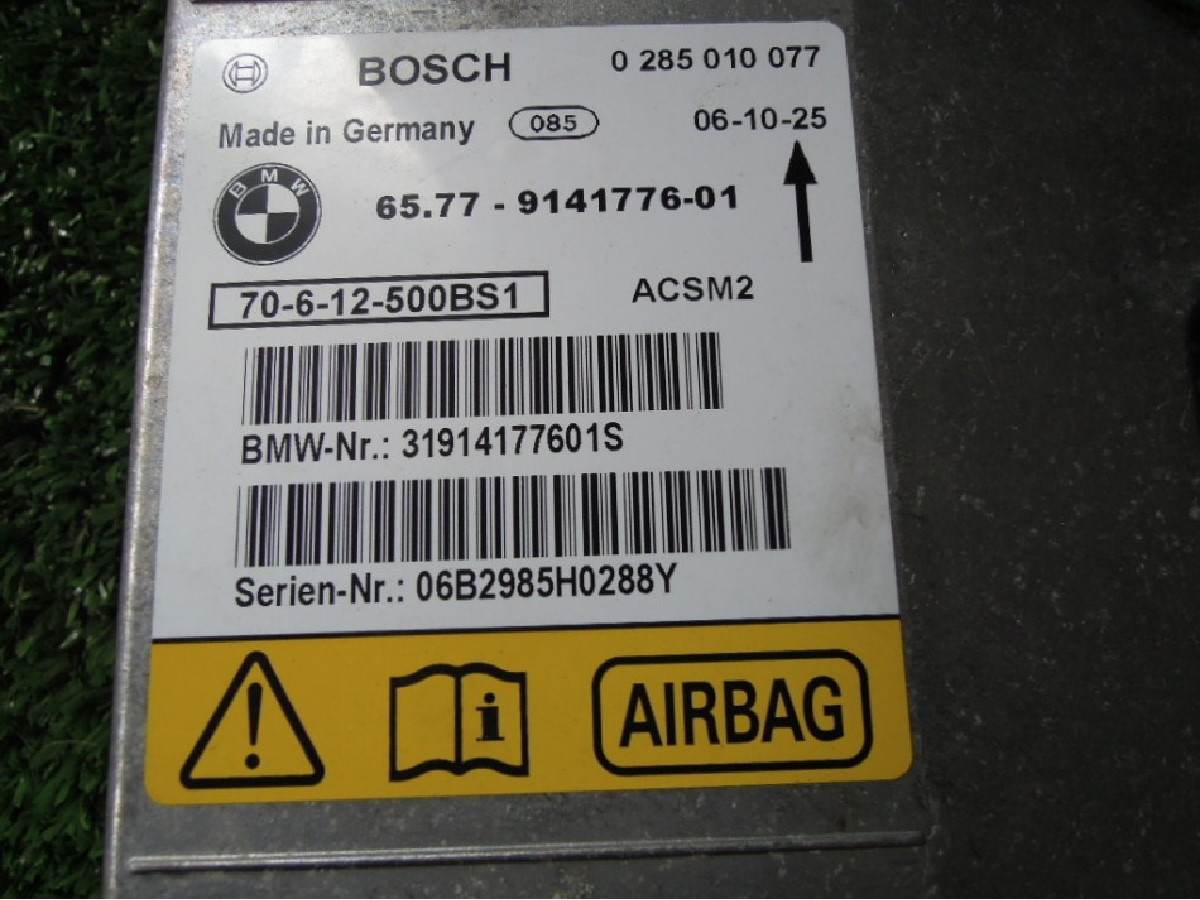 BOSCH 0 285 010 077
Made in Germany 085 06-10-25
BMW 65.77 - 9141776-01
70-6-12-500BS1 ACSM2
BMW-Nr.: 31914177601S
Serien-Nr.: 06B2985H0288Y
! i AIRBAG